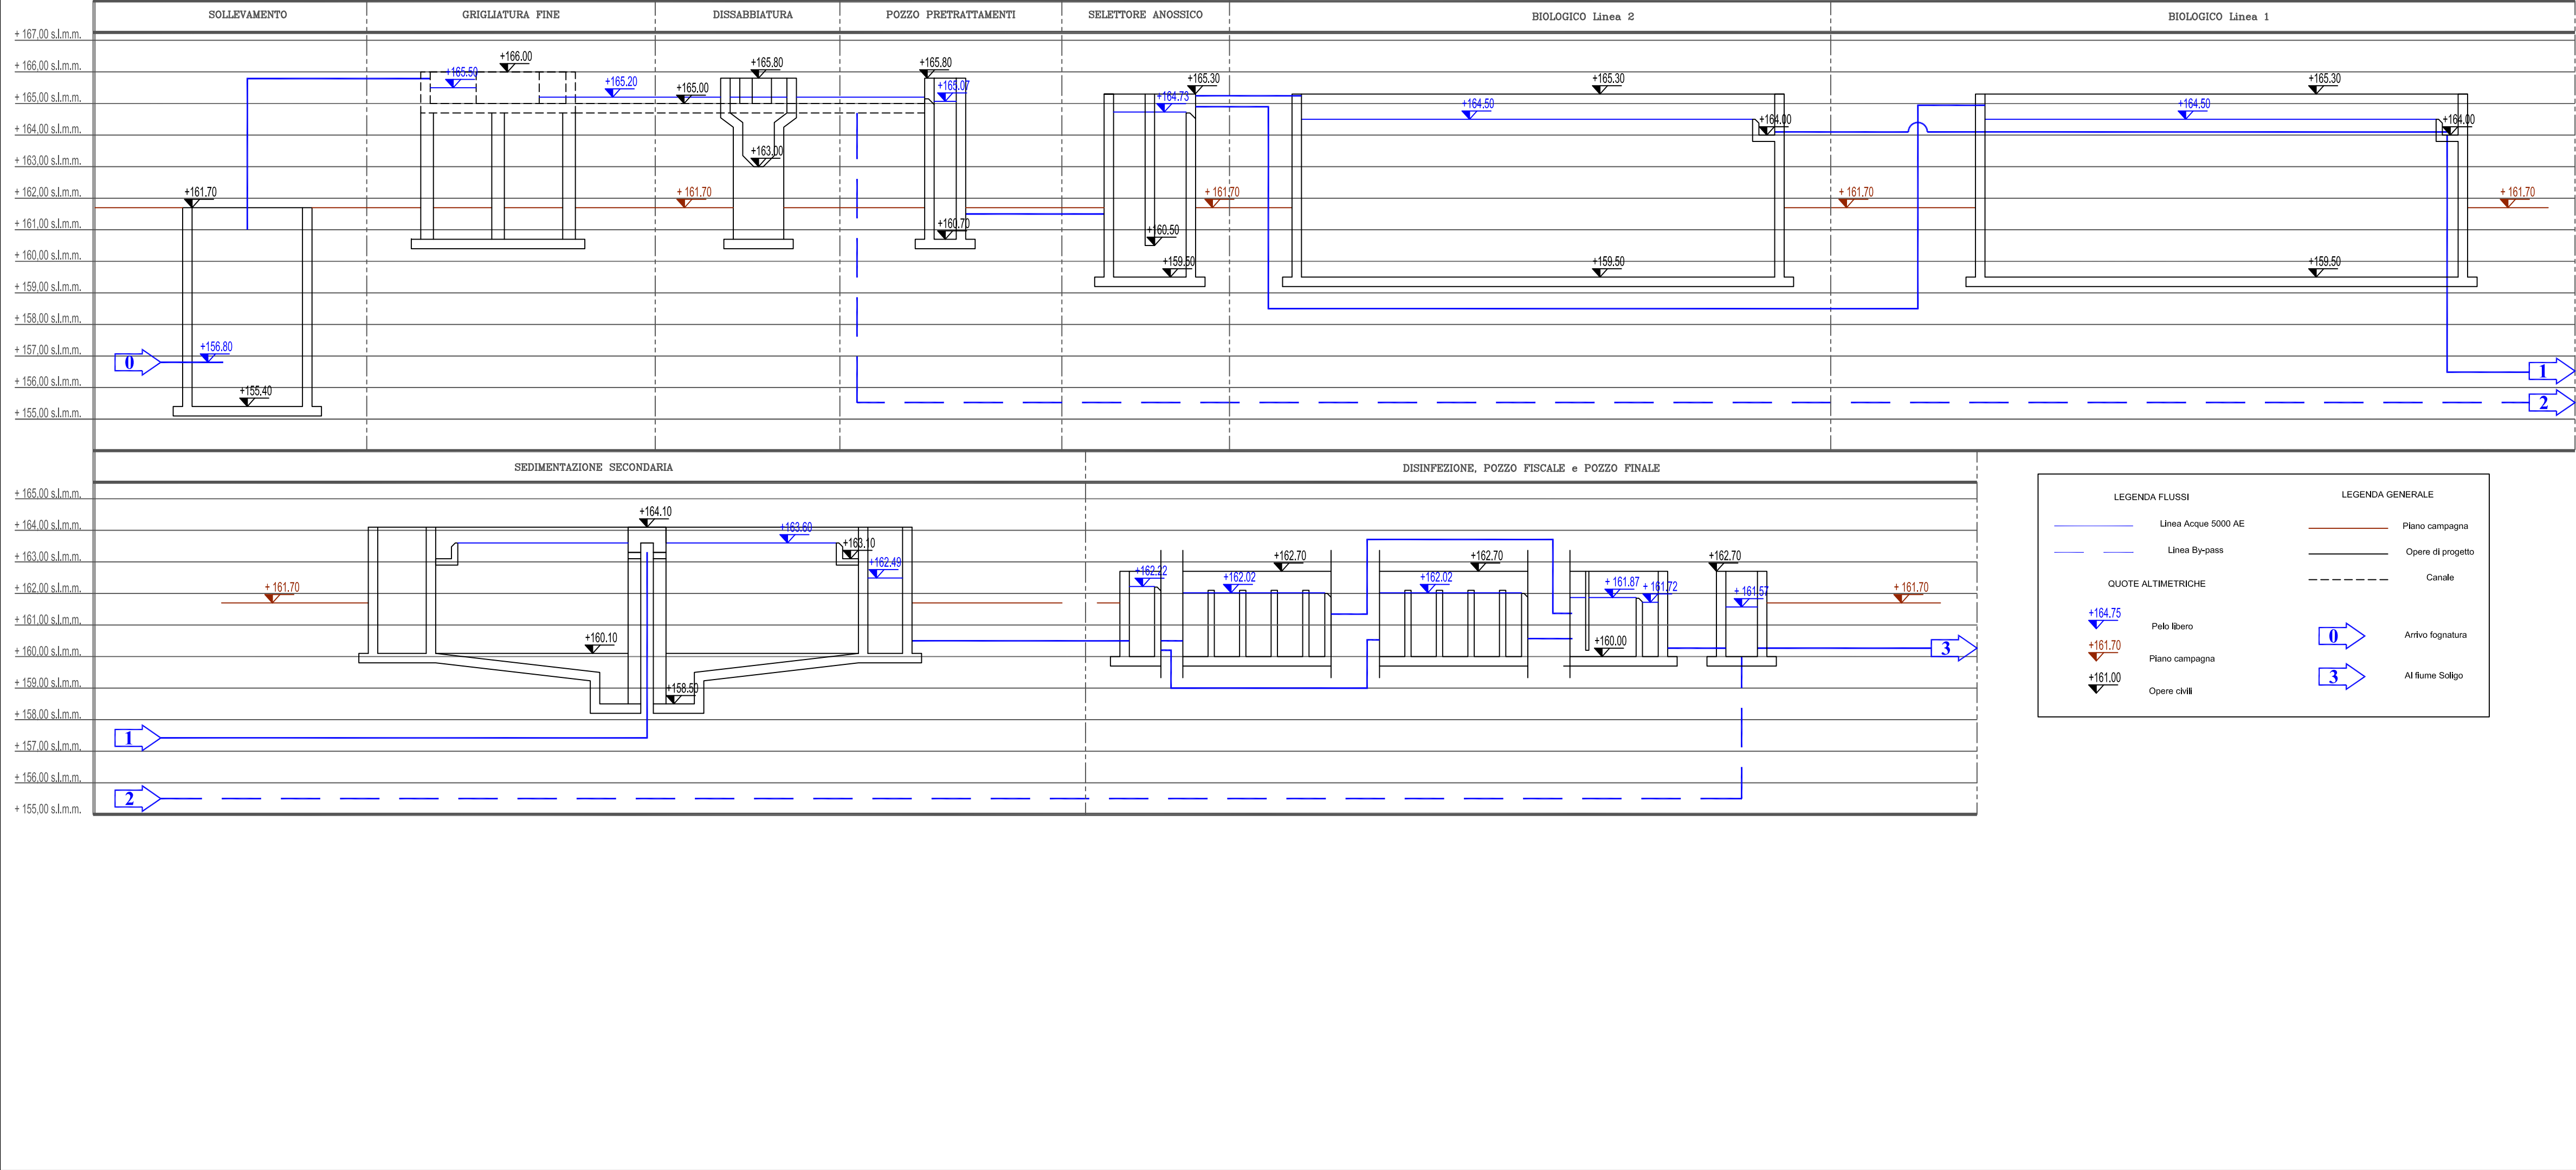 SOLLEVAMENTO
GRIGLIATURA FINE
DISSABBIATURA
POZZO PRETRATTAMENTI
SELETTORE ANOSSICO
BIOLOGICO Linea 2
BIOLOGICO Linea 1
+ 167,00 s.l.m.m.
+ 166,00 s.l.m.m.
+ 165,00 s.l.m.m.
+ 164,00 s.l.m.m.
+ 163,00 s.l.m.m.
+ 162,00 s.l.m.m.
+ 161,00 s.l.m.m.
+ 160,00 s.l.m.m.
+ 159,00 s.l.m.m.
+ 158,00 s.l.m.m.
+ 157,00 s.l.m.m.
+ 156,00 s.l.m.m.
+ 155,00 s.l.m.m.
+161.70
0
+156.80
+155.40
+166.00
+165.50
+165.20
+165.00
+165.80
+163.00
+ 161.70
+165.80
+165.07
+160.70
+165.30
+164.73
+ 161.70
+160.50
+159.50
+165.30
+164.50
+164.00
+159.50
+ 161.70
+165.30
+164.50
+164.00
+159.50
+ 161.70
1
2
SEDIMENTAZIONE SECONDARIA
DISINFEZIONE, POZZO FISCALE e POZZO FINALE
+ 165,00 s.l.m.m.
+ 164,00 s.l.m.m.
+ 163,00 s.l.m.m.
+ 162,00 s.l.m.m.
+ 161,00 s.l.m.m.
+ 160,00 s.l.m.m.
+ 159,00 s.l.m.m.
+ 158,00 s.l.m.m.
+ 157,00 s.l.m.m.
+ 156,00 s.l.m.m.
+ 155,00 s.l.m.m.
+ 161.70
+164.10
+163.60
+163.10
+162.49
+160.10
+158.50
1
2
+162.22
+162.70
+162.02
+162.70
+162.02
+ 161.87
+ 161.72
+160.00
+162.70
+ 161.57
+ 161.70
3
LEGENDA FLUSSI
Linea Acque 5000 AE
Linea By-pass
QUOTE ALTIMETRICHE
+164.75
Pelo libero
+161.70
Piano campagna
+161.00
Opere civili
LEGENDA GENERALE
Piano campagna
Opere di progetto
Canale
0
Arrivo fognatura
3
Al fiume Soligo